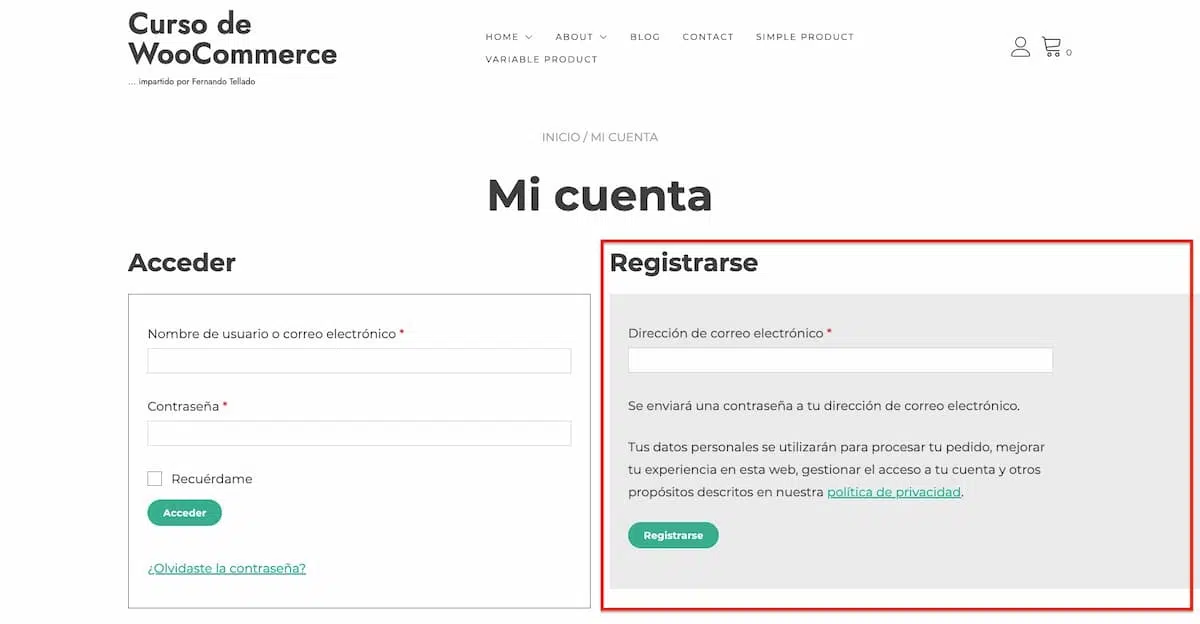 Curso de
WooCommerce
... impartido por Fernando Tellado
HOME ABOUT BLOG CONTACT SIMPLE PRODUCT
VARIABLE PRODUCT
0
INICIO / MI CUENTA
Mi cuenta
Acceder
Nombre de usuario o correo electrónico *
Contraseña *
Recuérdame
Acceder
¿Olvidaste la contraseña?
Registrarse
Dirección de correo electrónico *
Se enviará una contraseña a tu dirección de correo electrónico.
Tus datos personales se utilizarán para procesar tu pedido, mejorar
tu experiencia en esta web, gestionar el acceso a tu cuenta y otros
propósitos descritos en nuestra política de privacidad.
Registrarse